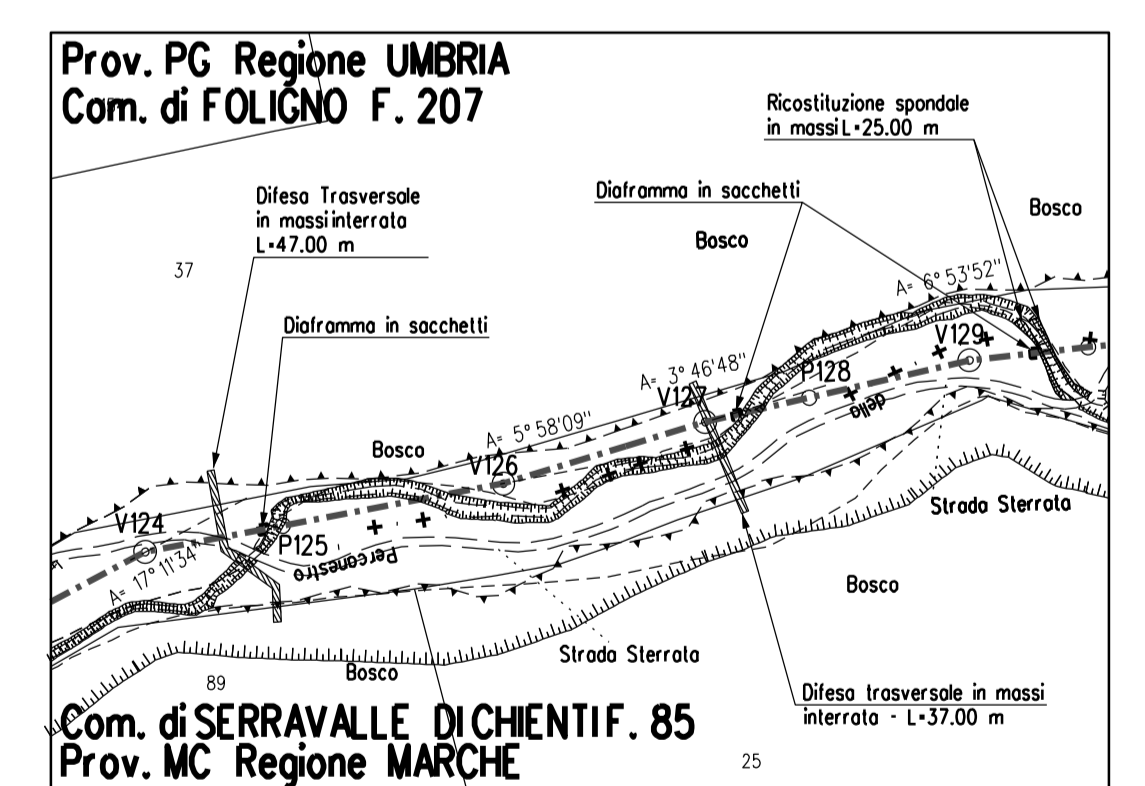 Prov. PG Regione UMBRIA
Com. di FOLIGNO F. 207
Ricostituzione spondale
in massi L=25.00 m
Difesa Trasversale
in massi interrata
L=47.00 m
Diaframma in sacchetti
Bosco
Bosco
37
Diaframma in sacchetti
A= 6° 53'52"
V129
A= 3° 46'48"
V127
P128
della
A= 5° 58'09"
Bosco
V126
V124
P125
A= 17° 11'34"
Percanestro
Strada Sterrata
Bosco
Strada Sterrata
Bosco
89
Difesa trasversale in massi
interrata - L=37.00 m
Com. di SERRAVALLE DI CHIENTI F. 85
Prov. MC Regione MARCHE
25